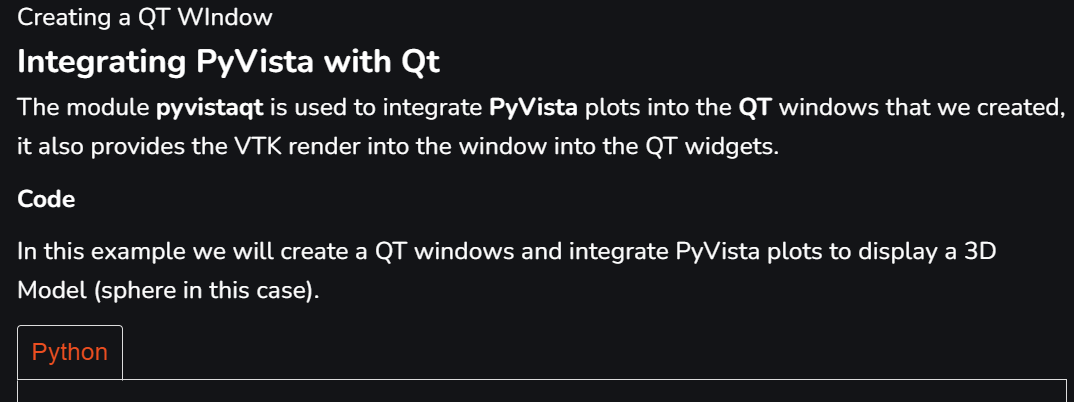 Creating a QT WIndow
Integrating PyVista with Qt
The module pyvistaqt is used to integrate PyVista plots into the QT windows that we created,
it also provides the VTK render into the window into the QT widgets.
Code
In this example we will create a QT windows and integrate PyVista plots to display a 3D
Model (sphere in this case).
Python